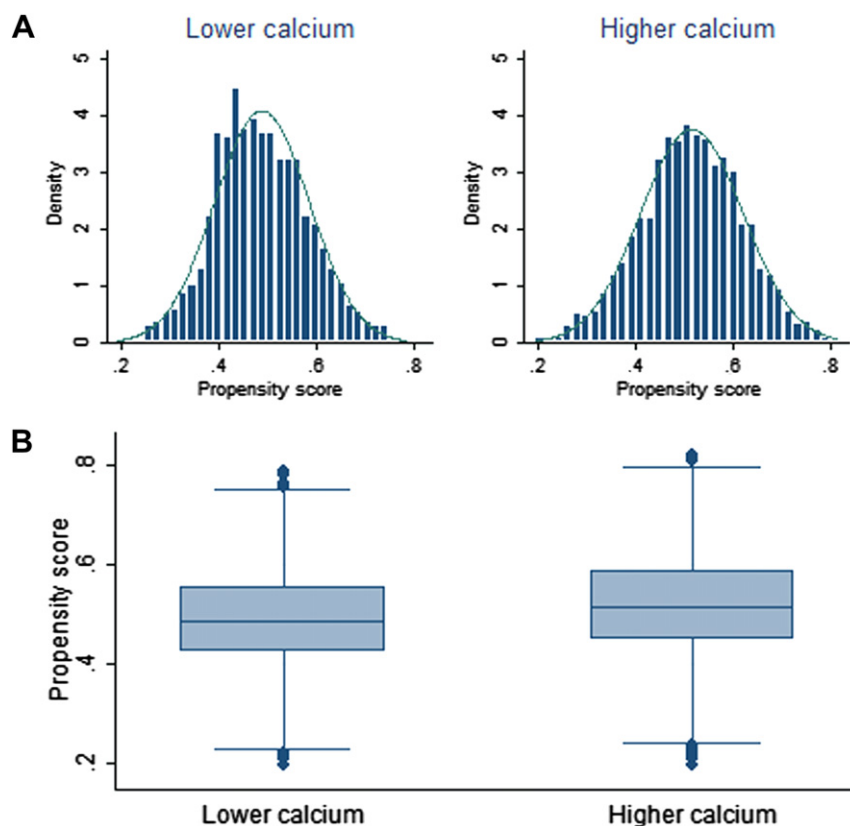 A
Lower calcium
Higher calcium
5
4
3
2
1
0
Density
.2
.4
.6
.8
Propensity score
5
4
3
2
1
0
Density
.2
.4
.6
.8
Propensity score
B
.8
.6
.4
.2
Propensity score
Lower calcium
Higher calcium